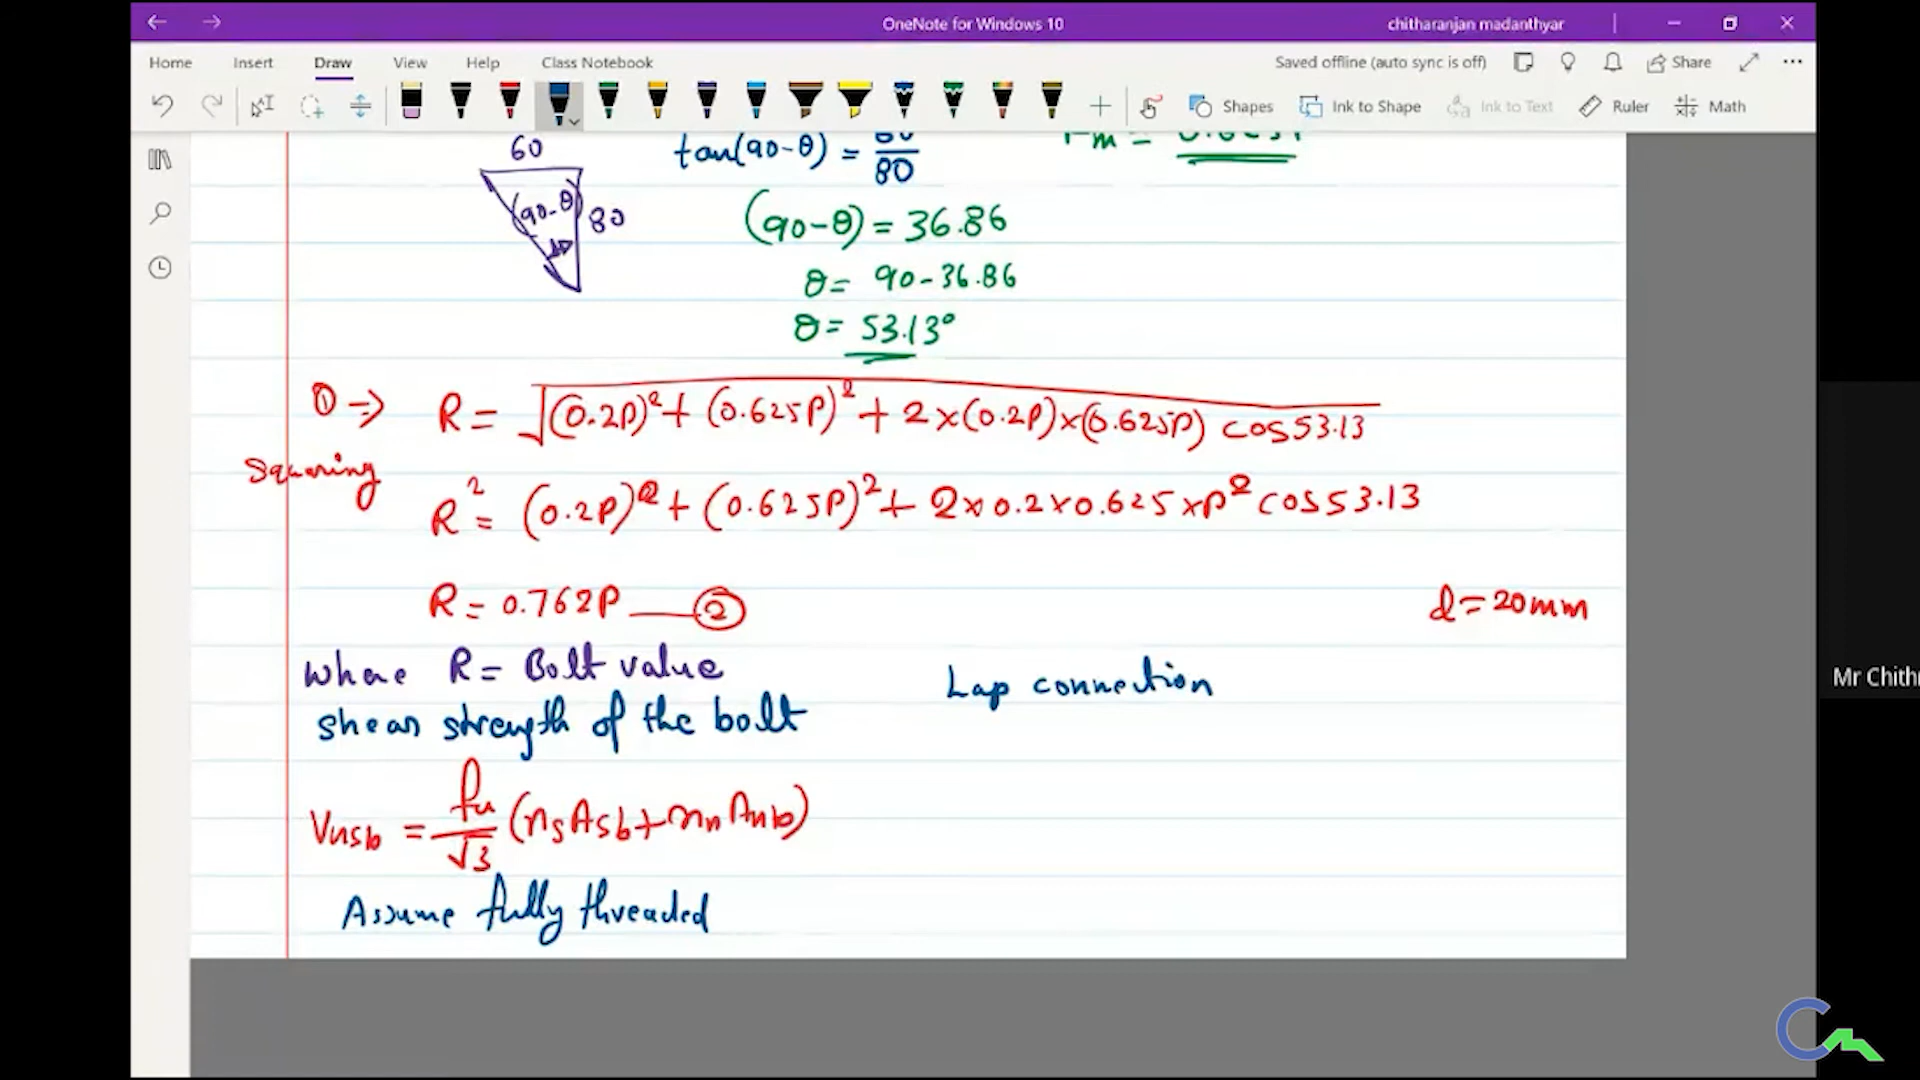 OneNote for Windows 10
chitharanjan madanthyar
Home Insert Draw View Help Class Notebook
Saved offline (auto sync is off) Share
Shapes Ink to Shape Ink to Text Ruler Math
60
(90-θ)
80
tan(90-θ) = 60/80
Fm = 0.625P
(90-θ) = 36.86
θ = 90-36.86
θ = 53.13°
① ⇒ R = √(0.2P)² + (0.625P)² + 2×(0.2P)×(0.625P) cos53.13
Squaring
R² = (0.2P)² + (0.625P)² + 2×0.2×0.625×P² cos53.13
R = 0.762P — ②
d = 20mm
Where R = Bolt value
Lap connection
shear strength of the bolt
Vnsb = fu/√3 (nsAsb + nnAnb)
Assume fully threaded
Mr Chithr